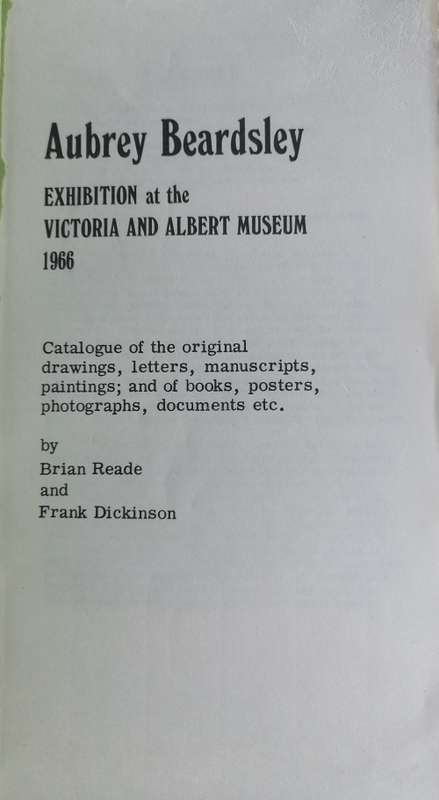 Aubrey Beardsley
EXHIBITION at the
VICTORIA AND ALBERT MUSEUM
1966
Catalogue of the original
drawings, letters, manuscripts,
paintings; and of books, posters,
photographs, documents etc.
by
Brian Reade
and
Frank Dickinson